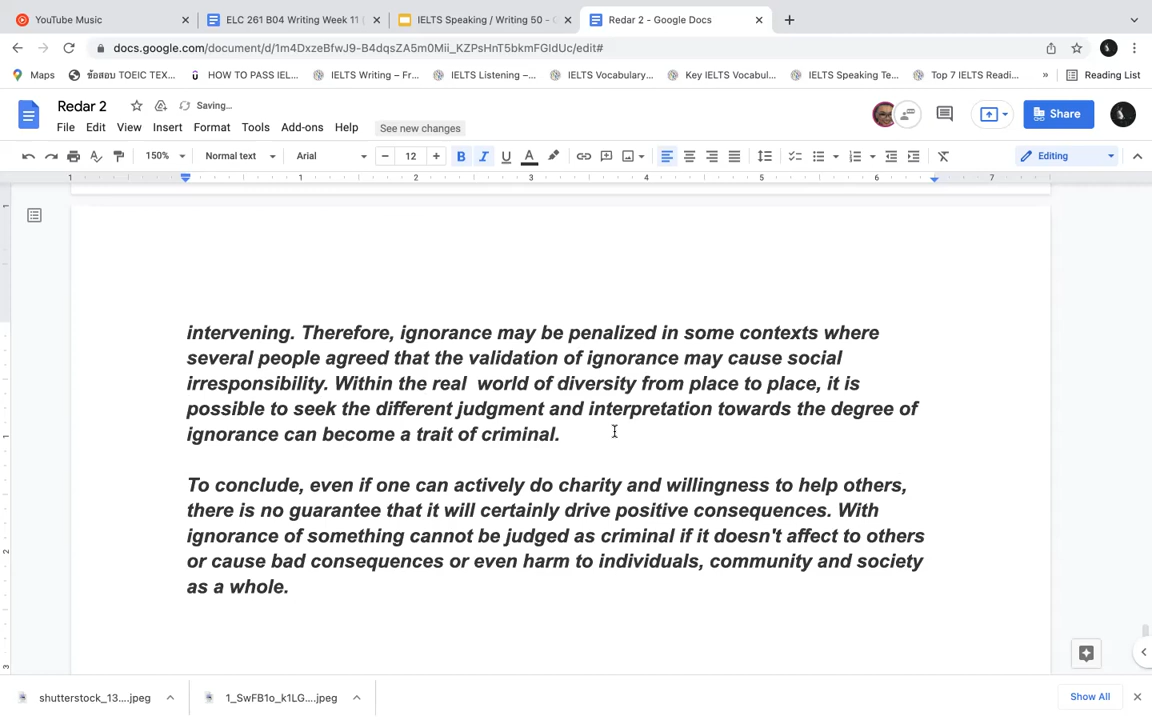 YouTube Music
ELC 261 B04 Writing Week 11
IELTS Speaking / Writing 50 -
Redar 2 - Google Docs
docs.google.com/document/d/1m4DxzeBfwJ9-B4dqsZA5m0Mii_KZPsHnT5bkmFGIdUc/edit#
Maps
ข้อสอบ TOEIC TEX...
HOW TO PASS IEL...
IELTS Writing – Fr...
IELTS Listening –...
IELTS Vocabulary...
Key IELTS Vocabul...
IELTS Speaking Te...
Top 7 IELTS Readi...
»
Reading List
Redar 2
Saving...
File Edit View Insert Format Tools Add-ons Help
See new changes
Share
150%
Normal text
Arial
12
Editing
1 1 2 3 4 5 6 7
intervening. Therefore, ignorance may be penalized in some contexts where
several people agreed that the validation of ignorance may cause social
irresponsibility. Within the real  world of diversity from place to place, it is
possible to seek the different judgment and interpretation towards the degree of
ignorance can become a trait of criminal.
To conclude, even if one can actively do charity and willingness to help others,
there is no guarantee that it will certainly drive positive consequences. With
ignorance of something cannot be judged as criminal if it doesn't affect to others
or cause bad consequences or even harm to individuals, community and society
as a whole.
shutterstock_13....jpeg
1_SwFB1o_k1LG....jpeg
Show All